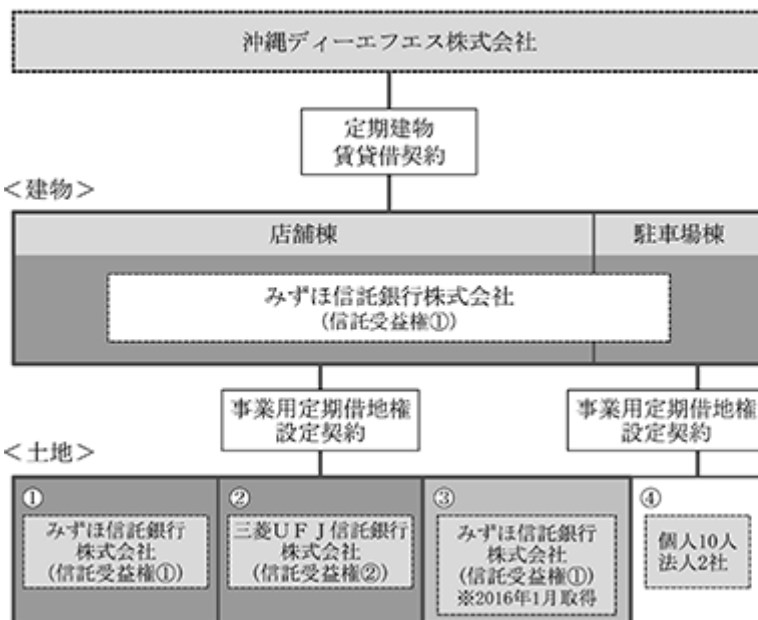 沖縄ディーエフエス株式会社
定期建物
賃貸借契約
＜建物＞
店舗棟
駐車場棟
みずほ信託銀行株式会社
(信託受益権①)
事業用定期借地権
設定契約
事業用定期借地権
設定契約
＜土地＞
①
みずほ信託銀行
株式会社
(信託受益権①)
②
三菱ＵＦＪ信託銀行
株式会社
(信託受益権②)
③
みずほ信託銀行
株式会社
(信託受益権①)
※2016年1月取得
④
個人10人
法人2社